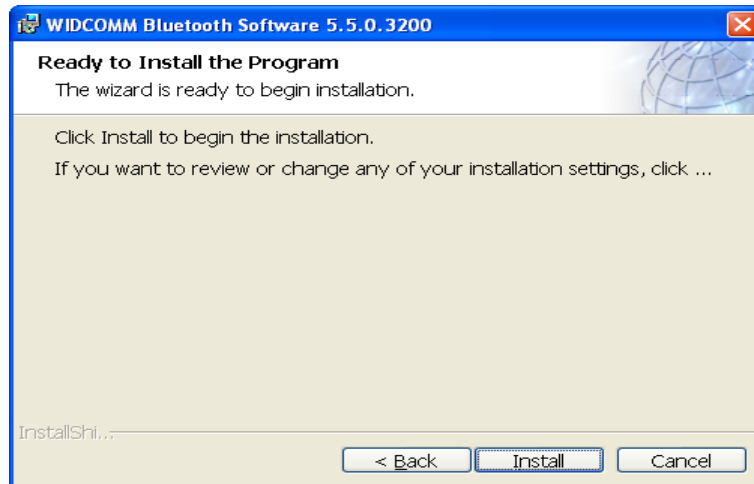 WIDCOMM Bluetooth Software 5.5.0.3200
Ready to Install the Program
The wizard is ready to begin installation.
Click Install to begin the installation.
If you want to review or change any of your installation settings, click ...
InstallShi...
< Back Install Cancel